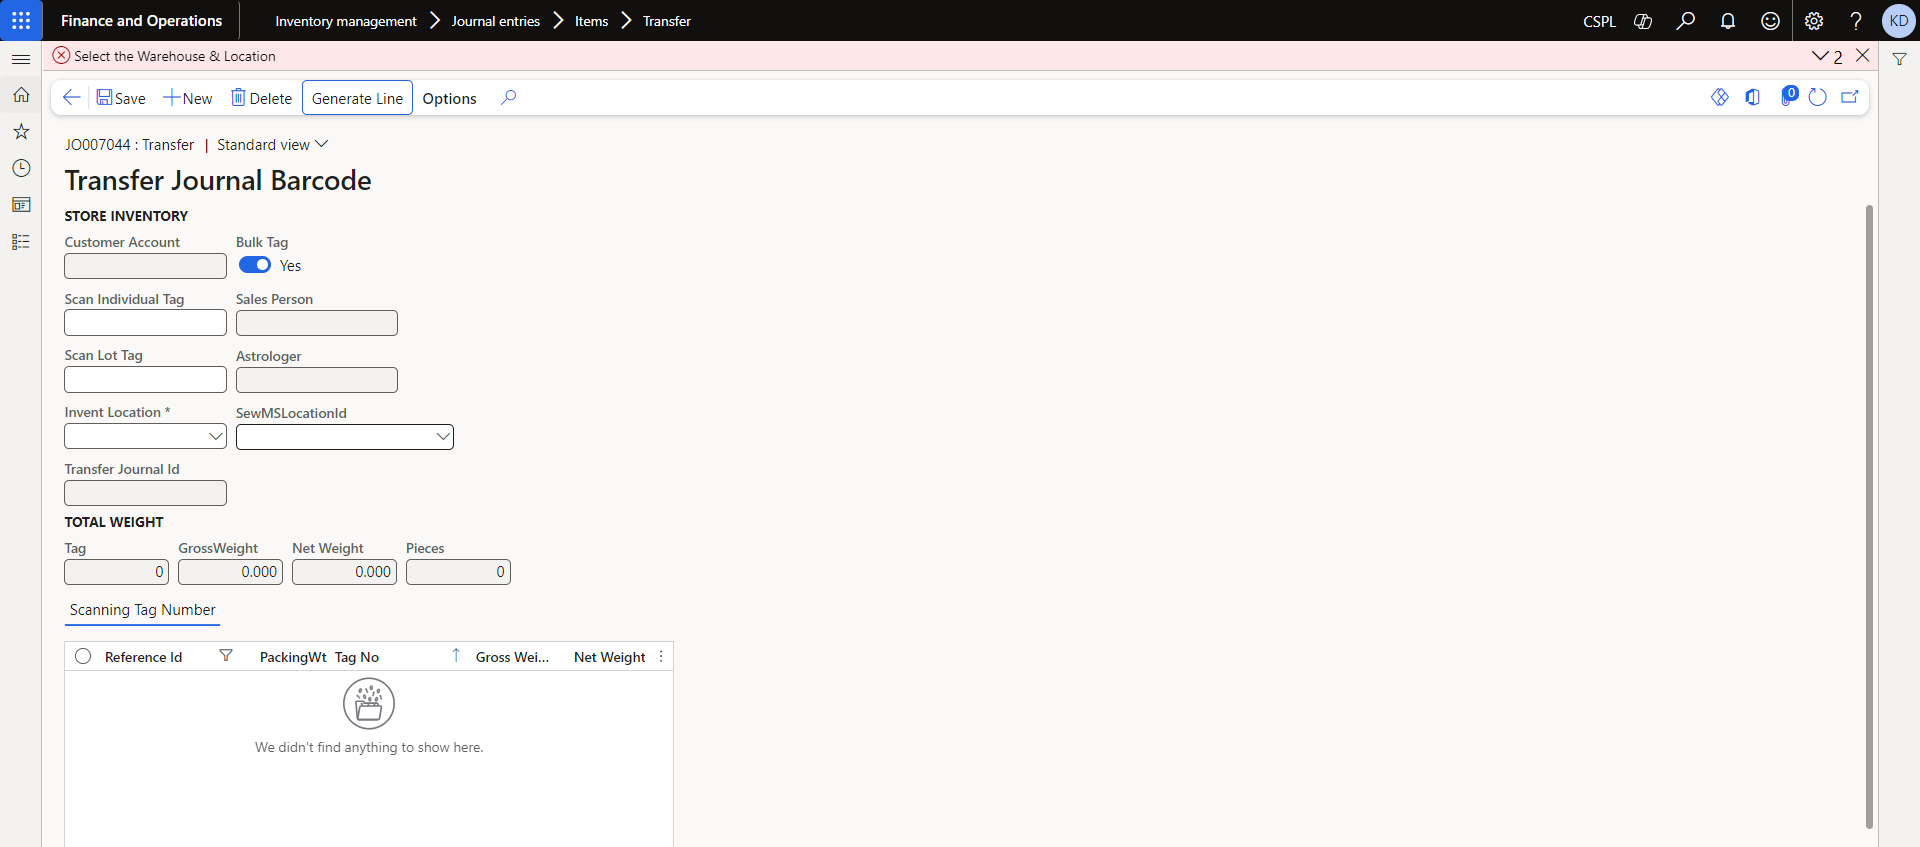 Finance and Operations
Inventory management > Journal entries > Items > Transfer
CSPL
KD
Select the Warehouse & Location
2
Save
New
Delete
Generate Line
Options
0
JO007044 : Transfer | Standard view
Transfer Journal Barcode
STORE INVENTORY
Customer Account
Bulk Tag
Yes
Scan Individual Tag
Sales Person
Scan Lot Tag
Astrologer
Invent Location *
SewMSLocationId
Transfer Journal Id
TOTAL WEIGHT
Tag GrossWeight Net Weight Pieces
0 0.000 0.000 0
Scanning Tag Number
Reference Id PackingWt Tag No Gross Wei... Net Weight
We didn't find anything to show here.